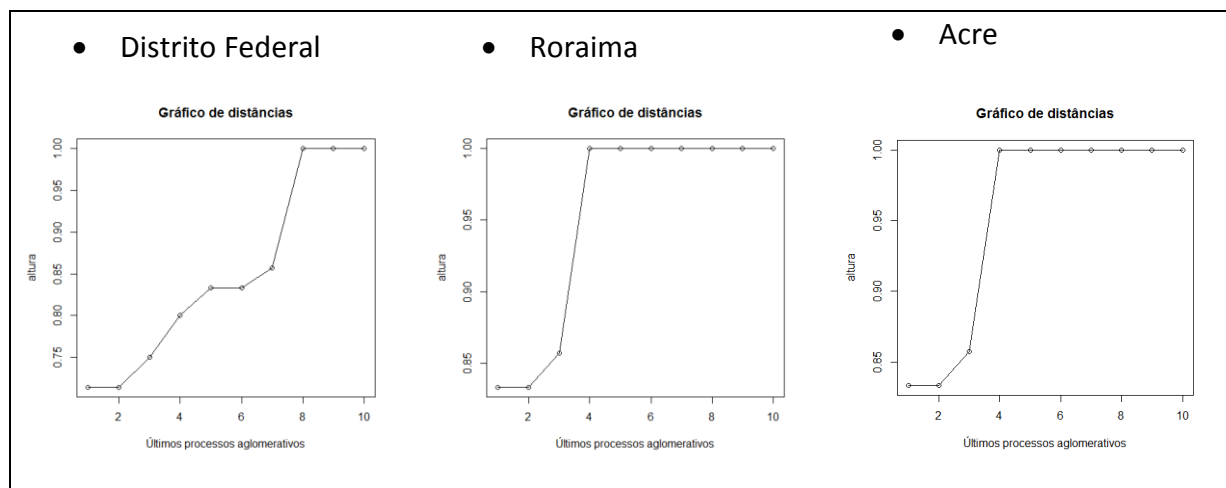 • Distrito Federal
Gráfico de distâncias
altura
1.00
0.95
0.90
0.85
0.80
0.75
2 4 6 8 10
Últimos processos aglomerativos
• Roraima
Gráfico de distâncias
altura
1.00
0.95
0.90
0.85
2 4 6 8 10
Últimos processos aglomerativos
• Acre
Gráfico de distâncias
altura
1.00
0.95
0.90
0.85
2 4 6 8 10
Últimos processos aglomerativos